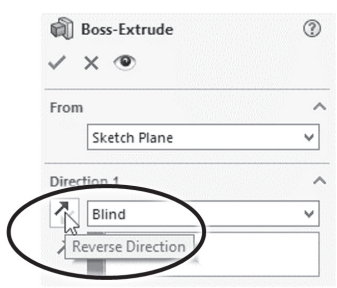 Boss-Extrude
From
Sketch Plane
Direction 1
Blind
Reverse Direction